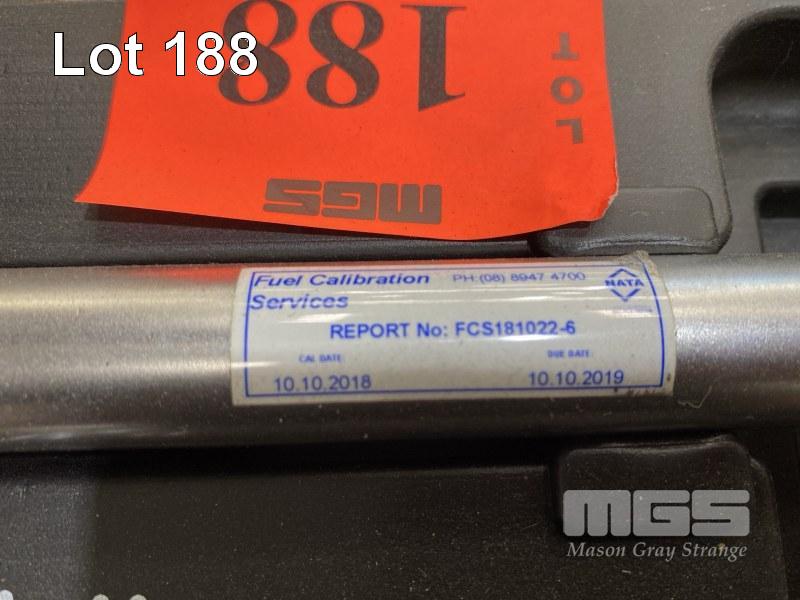 Lot 188
LOT
188
MGS
Fuel Calibration
Services
PH:(08) 8947 4700
NATA
REPORT No: FCS181022-6
CAL DATE:
DUE DATE:
10.10.2018
10.10.2019
MGS
Mason Gray Strange